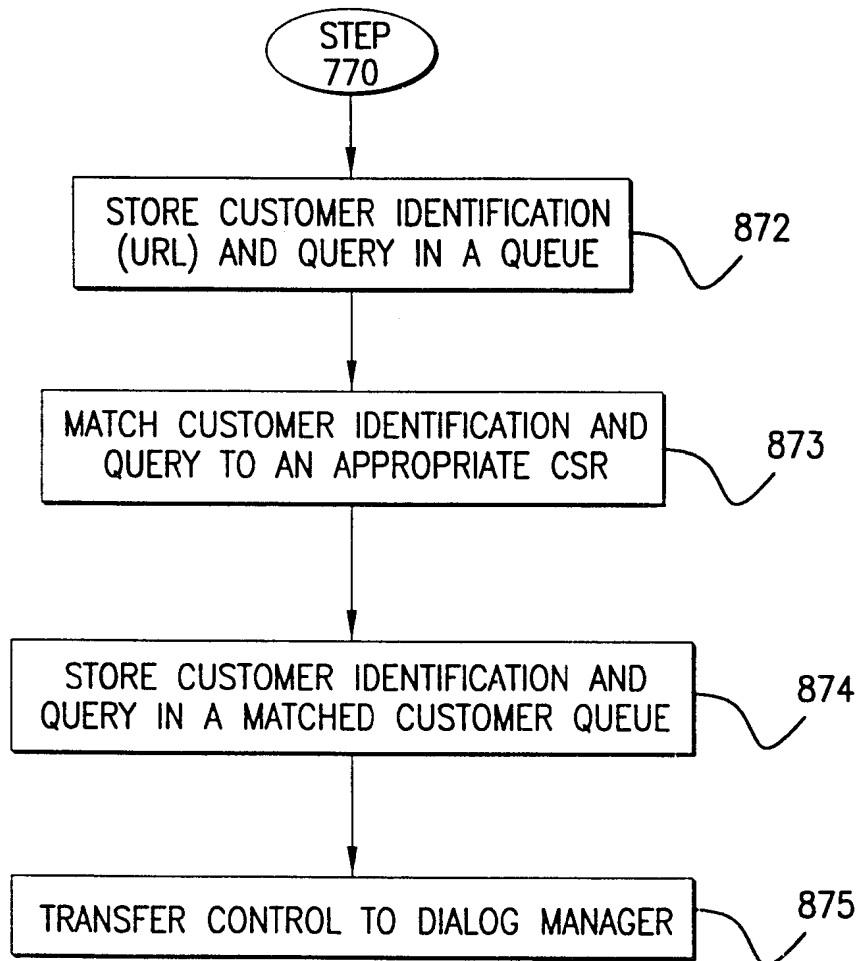 STEP
770
STORE CUSTOMER IDENTIFICATION
(URL) AND QUERY IN A QUEUE
872
MATCH CUSTOMER IDENTIFICATION AND
QUERY TO AN APPROPRIATE CSR
873
STORE CUSTOMER IDENTIFICATION AND
QUERY IN A MATCHED CUSTOMER QUEUE
874
TRANSFER CONTROL TO DIALOG MANAGER
875